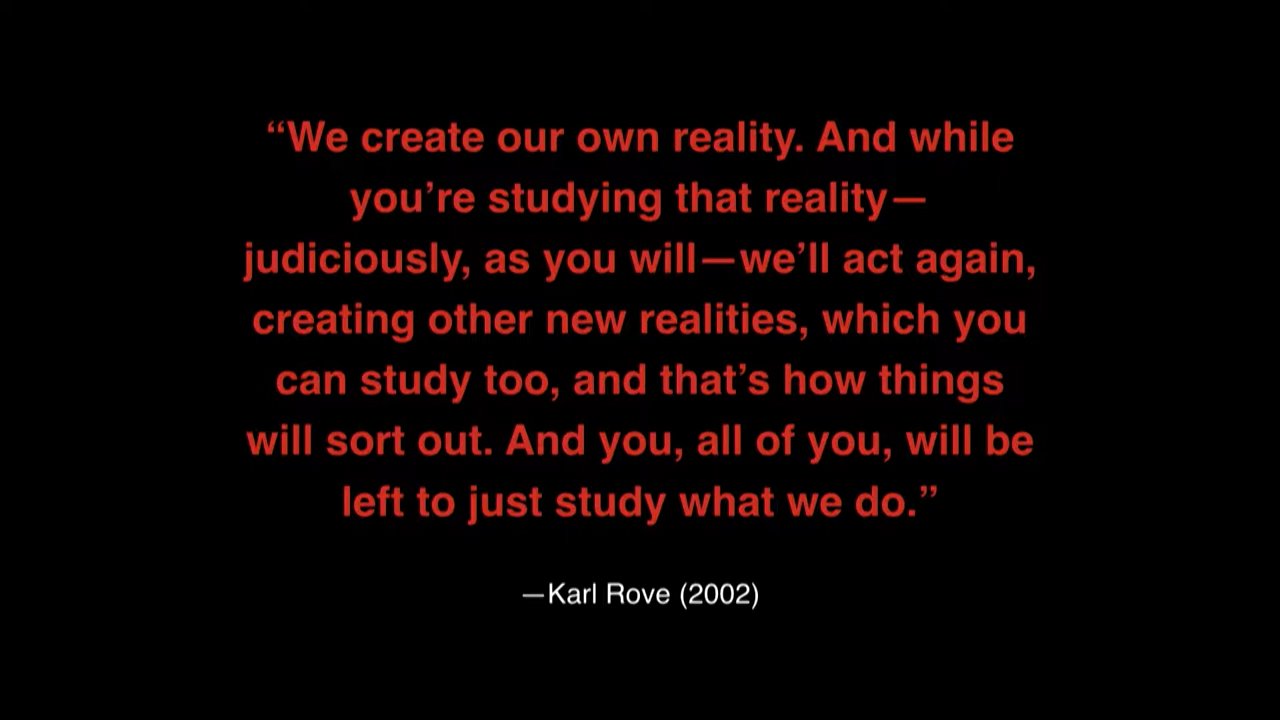 “We create our own reality. And while
you’re studying that reality—
judiciously, as you will—we’ll act again,
creating other new realities, which you
can study too, and that’s how things
will sort out. And you, all of you, will be
left to just study what we do.”
—Karl Rove (2002)